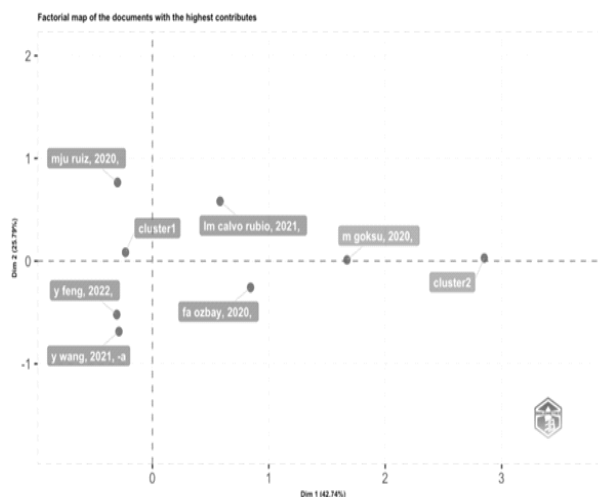 Factorial map of the documents with the highest contributes
2
mju ruiz, 2020,
1
lm calvo rubio, 2021,
cluster1
m goksu, 2020,
Dim 2 (25.79%)
0
cluster2
y feng, 2022,
fa ozbay, 2020,
y wang, 2021, -a
-1
0 1 2 3
Dim 1 (42.74%)